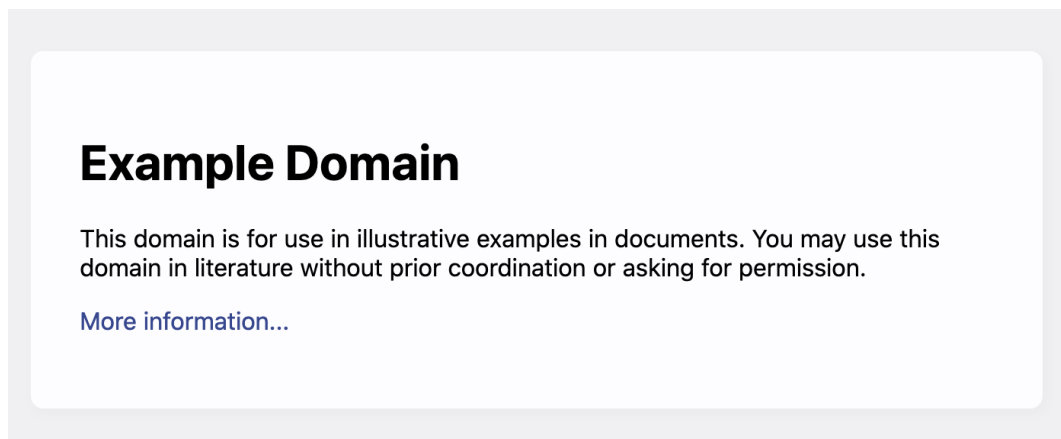 Example Domain
This domain is for use in illustrative examples in documents. You may use this
domain in literature without prior coordination or asking for permission.
More information...